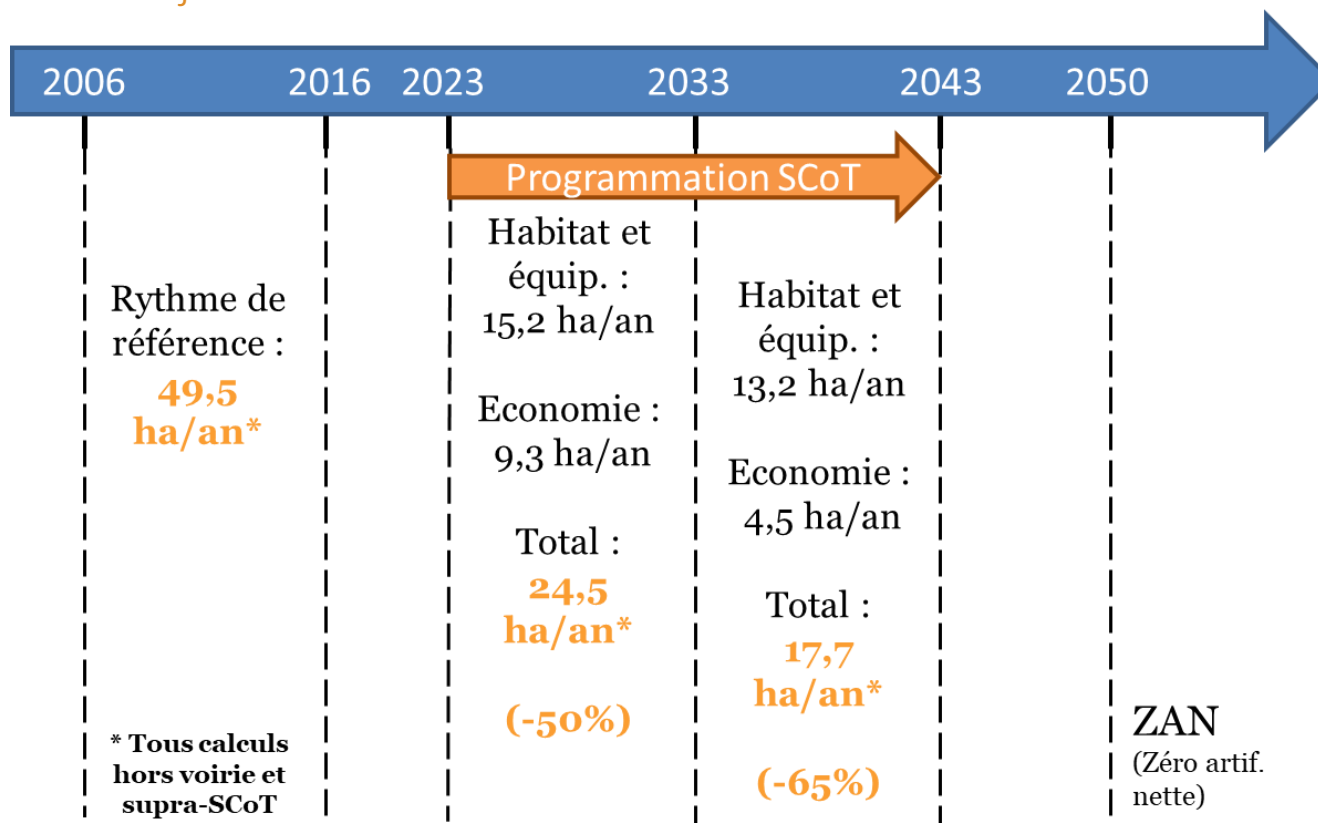 2006 2016 2023 2033 2043 2050
Programmation SCoT
Rythme de
référence :
49,5
ha/an*
* Tous calculs
hors voirie et
supra-SCoT
Habitat et
équip. :
15,2 ha/an
Economie :
9,3 ha/an
Total :
24,5
ha/an*
(-50%)
Habitat et
équip. :
13,2 ha/an
Economie :
4,5 ha/an
Total :
17,7
ha/an*
(-65%)
ZAN
(Zéro artif.
nette)